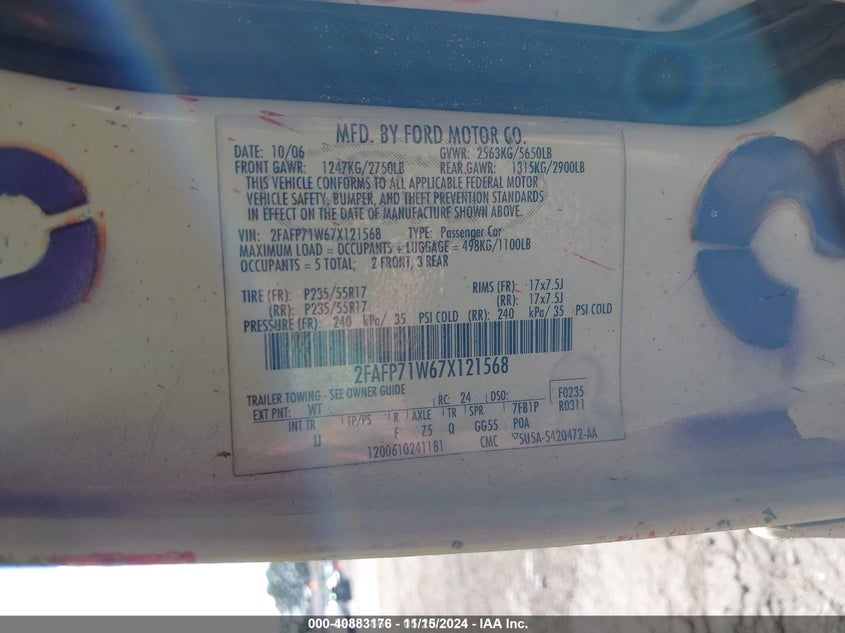 MFD. BY FORD MOTOR CO.
DATE: 10/06 GVWR: 2563KG/5650LB
FRONT GAWR: 1247KG/2750LB REAR GAWR: 1315KG/2900LB
THIS VEHICLE CONFORMS TO ALL APPLICABLE FEDERAL MOTOR
VEHICLE SAFETY, BUMPER, AND THEFT PREVENTION STANDARDS
IN EFFECT ON THE DATE OF MANUFACTURE SHOWN ABOVE.
VIN: 2FAFP71W67X121568 TYPE: Passenger Car
MAXIMUM LOAD = OCCUPANTS + LUGGAGE = 498KG/1100LB
OCCUPANTS = 5 TOTAL; 2 FRONT, 3 REAR
TIRE (FR): P235/55R17 RIMS (FR): 17x7.5J
(RR): P235/55R17 (RR): 17x7.5J
PRESSURE (FR): 240 kPa/ 35 PSI COLD (RR): 240 kPa/ 35 PSI COLD
2FAFP71W67X121568
TRAILER TOWING - SEE OWNER GUIDE
EXT PNT: WT RC: 24 DSO: F0235
INT TR TP/PS R AXLE TR SPR 7FB1P R0311
IJ F Z5 Q GG55 POA
1200610241181 CMC 5U5A-5420472-AA
000-40883176 | 11/15/2024 - IAA Inc.